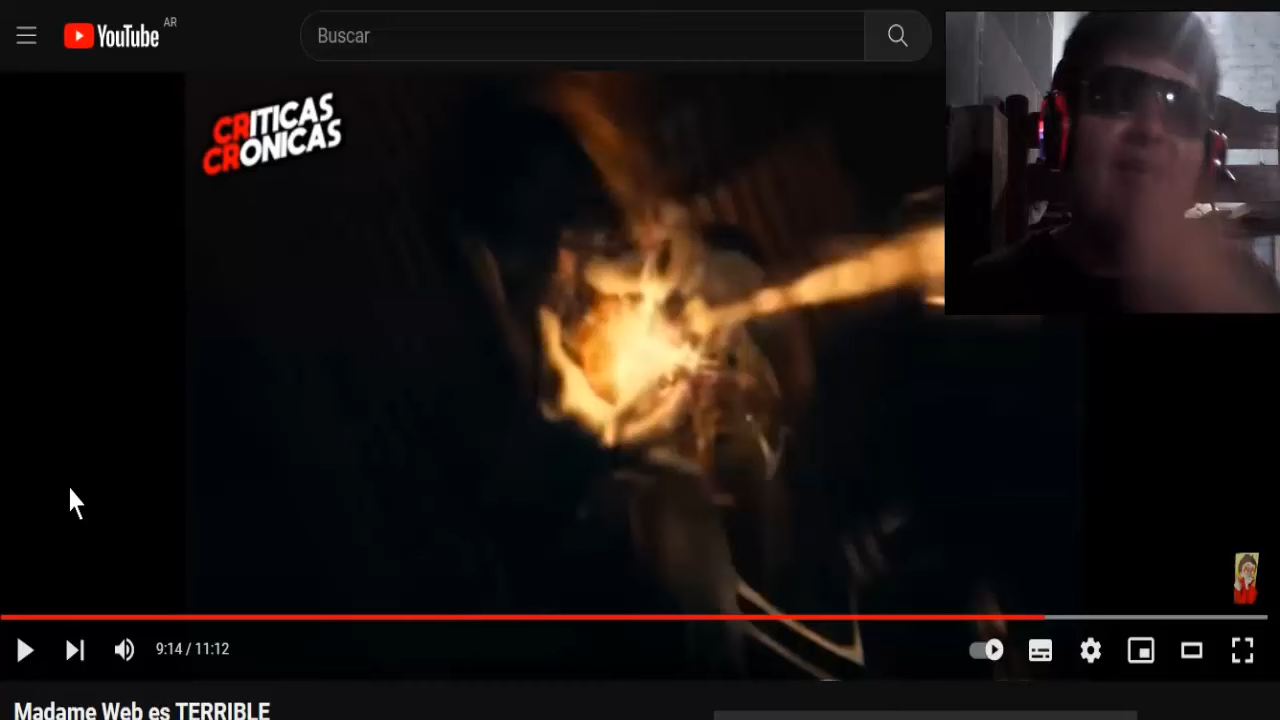 YouTube AR
Buscar
CRITICAS
CRONICAS
9:14 / 11:12
Madame Web es TERRIBLE